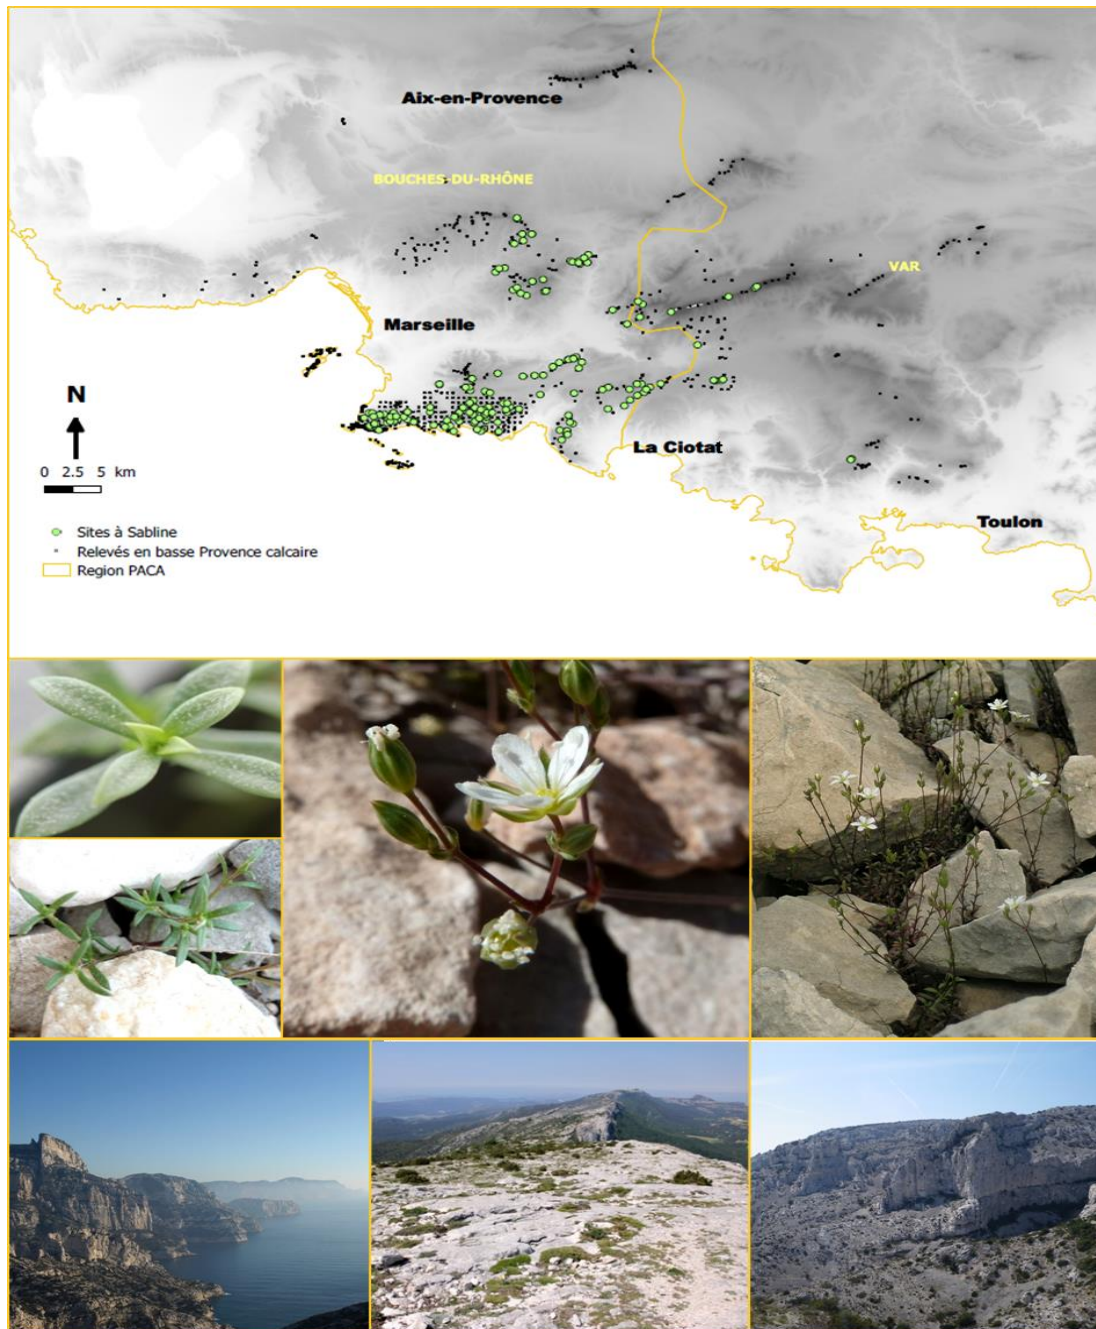 Aix-en-Provence
BOUCHES-DU-RHÔNE
VAR
Marseille
N
La Ciotat
0 2.5 5 km
Toulon
Sites à Sabline
Relevés en basse Provence calcaire
Region PACA